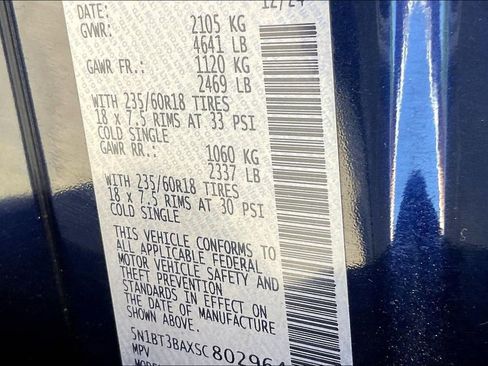 DATE: 12/24
GVWR: 2105 KG
4641 LB
GAWR FR.: 1120 KG
2469 LB
WITH 235/60R18 TIRES
18 x 7.5 RIMS AT 33 PSI
COLD SINGLE
GAWR RR.: 1060 KG
2337 LB
WITH 235/60R18 TIRES
18 x 7.5 RIMS AT 30 PSI
COLD SINGLE
THIS VEHICLE CONFORMS TO
ALL APPLICABLE FEDERAL
MOTOR VEHICLE SAFETY AND
THEFT PREVENTION
STANDARDS IN EFFECT ON
THE DATE OF MANUFACTURE
SHOWN ABOVE.
5N1BT3BAXSC80296
MPV